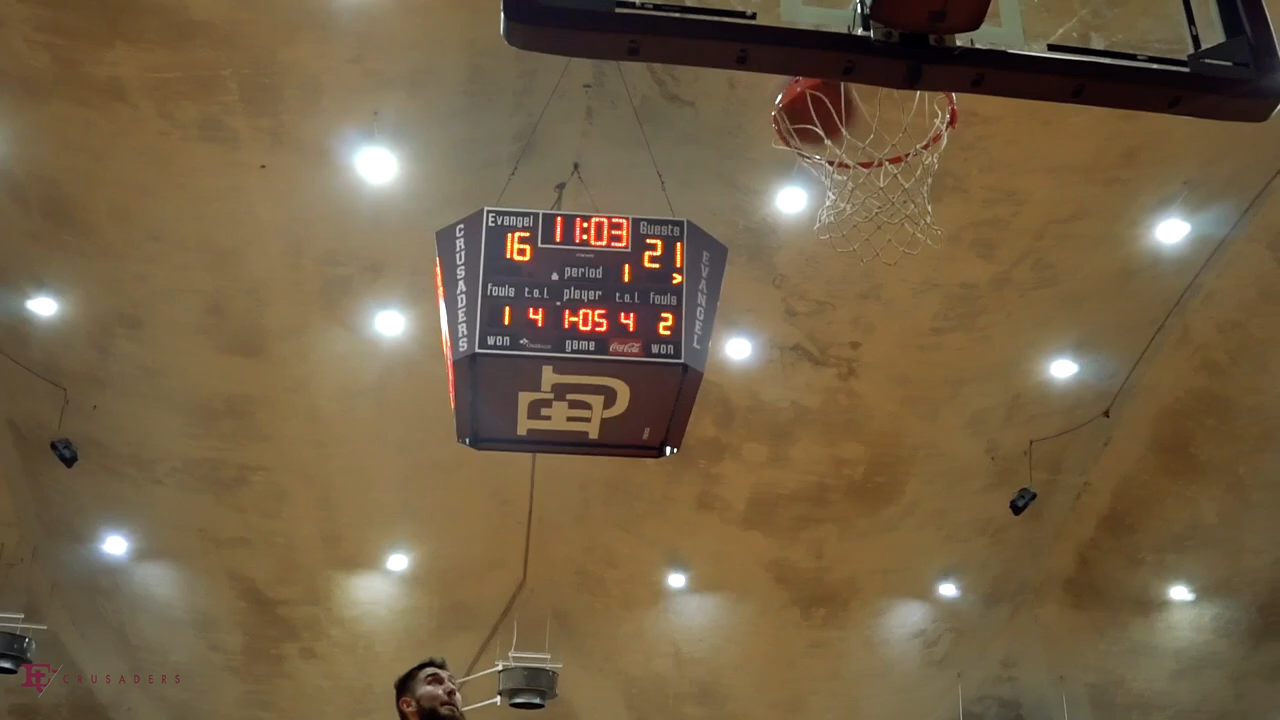 Evangel 11:03 Guests
16 21
period 1 >
fouls t.o.l. player t.o.l. fouls
1 4 1-05 4 2
won game Coca-Cola won
CRUSADERS
EVANGEL
CRUSADERS